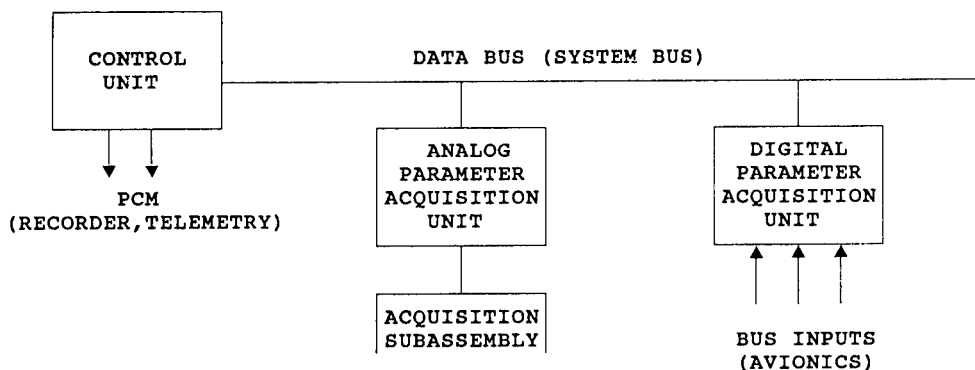 CONTROL
UNIT
DATA BUS (SYSTEM BUS)
PCM
(RECORDER,TELEMETRY)
ANALOG
PARAMETER
ACQUISITION
UNIT
DIGITAL
PARAMETER
ACQUISITION
UNIT
ACQUISITION
SUBASSEMBLY
BUS INPUTS
(AVIONICS)